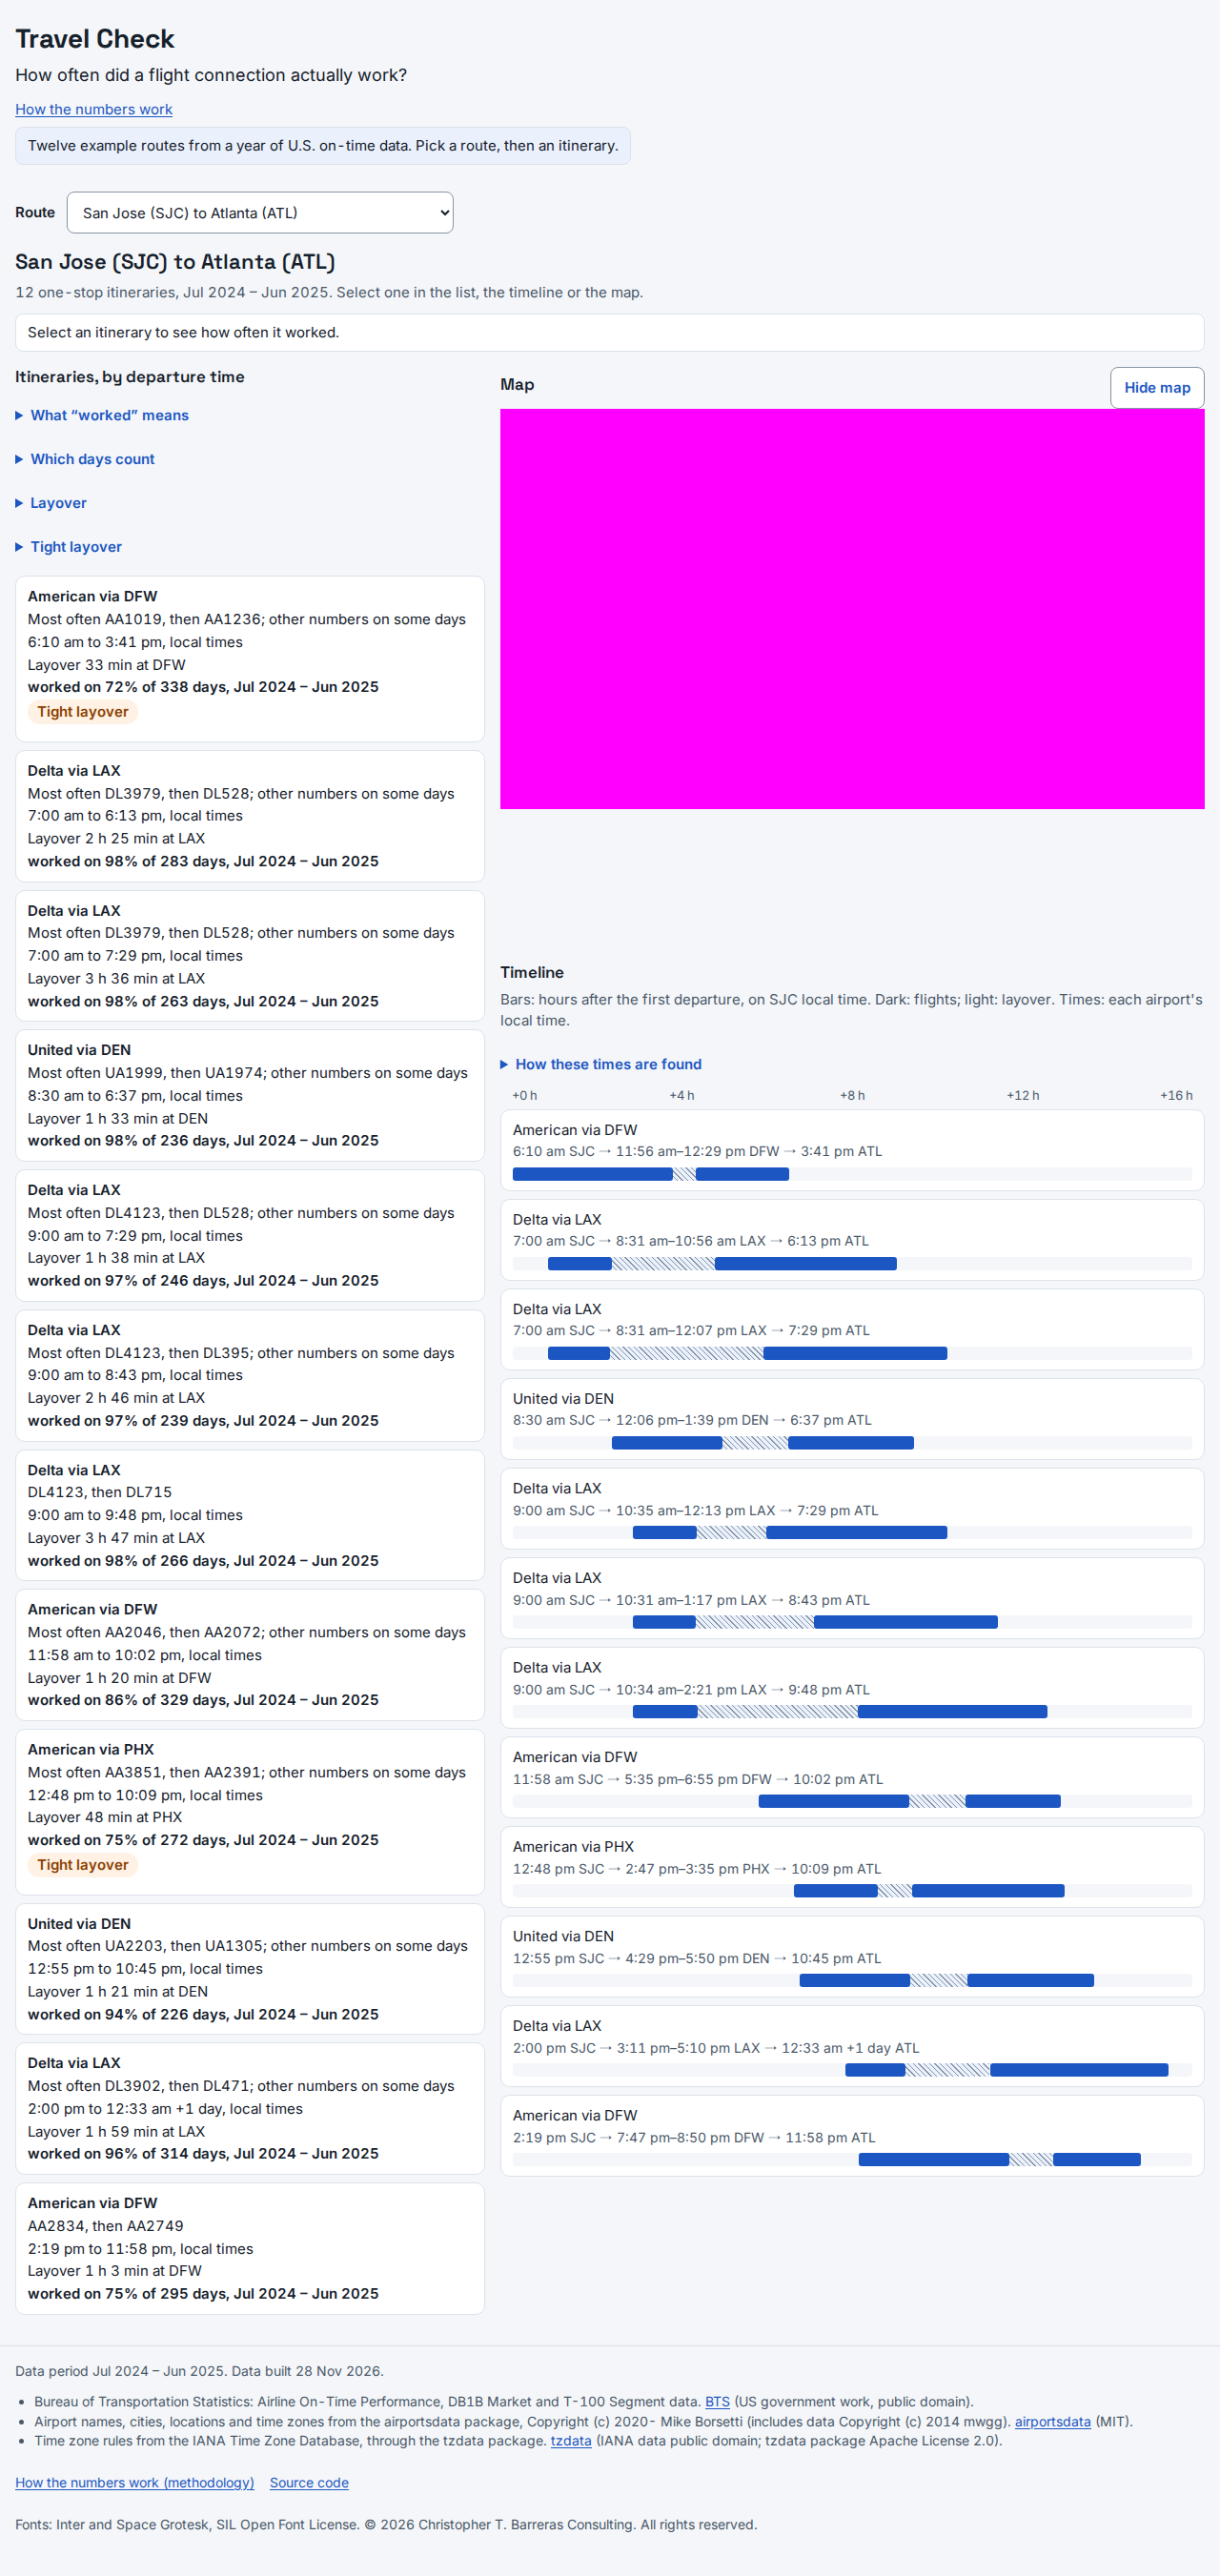 Travel Check
How often did a flight connection actually work?
How the numbers work
Twelve example routes from a year of U.S. on-time data. Pick a route, then an itinerary.
Route
San Jose (SJC) to Atlanta (ATL)
San Jose (SJC) to Atlanta (ATL)
12 one-stop itineraries, Jul 2024 – Jun 2025. Select one in the list, the timeline or the map.
Select an itinerary to see how often it worked.
Itineraries, by departure time
What “worked” means
Which days count
Layover
Tight layover
American via DFW
Most often AA1019, then AA1236; other numbers on some days
6:10 am to 3:41 pm, local times
Layover 33 min at DFW
worked on 72% of 338 days, Jul 2024 – Jun 2025
Tight layover
Delta via LAX
Most often DL3979, then DL528; other numbers on some days
7:00 am to 6:13 pm, local times
Layover 2 h 25 min at LAX
worked on 98% of 283 days, Jul 2024 – Jun 2025
Delta via LAX
Most often DL3979, then DL528; other numbers on some days
7:00 am to 7:29 pm, local times
Layover 3 h 36 min at LAX
worked on 98% of 263 days, Jul 2024 – Jun 2025
United via DEN
Most often UA1999, then UA1974; other numbers on some days
8:30 am to 6:37 pm, local times
Layover 1 h 33 min at DEN
worked on 98% of 236 days, Jul 2024 – Jun 2025
Delta via LAX
Most often DL4123, then DL528; other numbers on some days
9:00 am to 7:29 pm, local times
Layover 1 h 38 min at LAX
worked on 97% of 246 days, Jul 2024 – Jun 2025
Delta via LAX
Most often DL4123, then DL395; other numbers on some days
9:00 am to 8:43 pm, local times
Layover 2 h 46 min at LAX
worked on 97% of 239 days, Jul 2024 – Jun 2025
Delta via LAX
DL4123, then DL715
9:00 am to 9:48 pm, local times
Layover 3 h 47 min at LAX
worked on 98% of 266 days, Jul 2024 – Jun 2025
American via DFW
Most often AA2046, then AA2072; other numbers on some days
11:58 am to 10:02 pm, local times
Layover 1 h 20 min at DFW
worked on 86% of 329 days, Jul 2024 – Jun 2025
American via PHX
Most often AA3851, then AA2391; other numbers on some days
12:48 pm to 10:09 pm, local times
Layover 48 min at PHX
worked on 75% of 272 days, Jul 2024 – Jun 2025
Tight layover
United via DEN
Most often UA2203, then UA1305; other numbers on some days
12:55 pm to 10:45 pm, local times
Layover 1 h 21 min at DEN
worked on 94% of 226 days, Jul 2024 – Jun 2025
Delta via LAX
Most often DL3902, then DL471; other numbers on some days
2:00 pm to 12:33 am +1 day, local times
Layover 1 h 59 min at LAX
worked on 96% of 314 days, Jul 2024 – Jun 2025
American via DFW
AA2834, then AA2749
2:19 pm to 11:58 pm, local times
Layover 1 h 3 min at DFW
worked on 75% of 295 days, Jul 2024 – Jun 2025
Map
Hide map
Timeline
Bars: hours after the first departure, on SJC local time. Dark: flights; light: layover. Times: each airport's
local time.
How these times are found
+0 h +4 h +8 h +12 h +16 h
American via DFW
6:10 am SJC → 11:56 am–12:29 pm DFW → 3:41 pm ATL
Delta via LAX
7:00 am SJC → 8:31 am–10:56 am LAX → 6:13 pm ATL
Delta via LAX
7:00 am SJC → 8:31 am–12:07 pm LAX → 7:29 pm ATL
United via DEN
8:30 am SJC → 12:06 pm–1:39 pm DEN → 6:37 pm ATL
Delta via LAX
9:00 am SJC → 10:35 am–12:13 pm LAX → 7:29 pm ATL
Delta via LAX
9:00 am SJC → 10:31 am–1:17 pm LAX → 8:43 pm ATL
Delta via LAX
9:00 am SJC → 10:34 am–2:21 pm LAX → 9:48 pm ATL
American via DFW
11:58 am SJC → 5:35 pm–6:55 pm DFW → 10:02 pm ATL
American via PHX
12:48 pm SJC → 2:47 pm–3:35 pm PHX → 10:09 pm ATL
United via DEN
12:55 pm SJC → 4:29 pm–5:50 pm DEN → 10:45 pm ATL
Delta via LAX
2:00 pm SJC → 3:11 pm–5:10 pm LAX → 12:33 am +1 day ATL
American via DFW
2:19 pm SJC → 7:47 pm–8:50 pm DFW → 11:58 pm ATL
Data period Jul 2024 – Jun 2025. Data built 28 Nov 2026.
Bureau of Transportation Statistics: Airline On-Time Performance, DB1B Market and T-100 Segment data. BTS (US government work, public domain).
Airport names, cities, locations and time zones from the airportsdata package, Copyright (c) 2020- Mike Borsetti (includes data Copyright (c) 2014 mwgg). airportsdata (MIT).
Time zone rules from the IANA Time Zone Database, through the tzdata package. tzdata (IANA data public domain; tzdata package Apache License 2.0).
How the numbers work (methodology) Source code
Fonts: Inter and Space Grotesk, SIL Open Font License. © 2026 Christopher T. Barreras Consulting. All rights reserved.